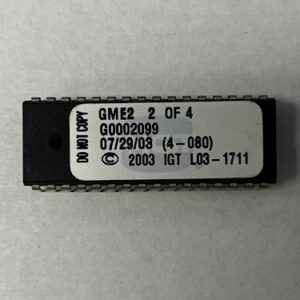 DO NOT COPY
GME2 2 OF 4
G0002099
07/29/03 (4-080)
© 2003 IGT L03-1711